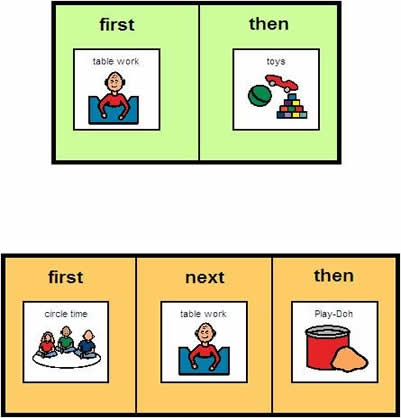 first then
table work toys
first next then
circle time table work Play-Doh